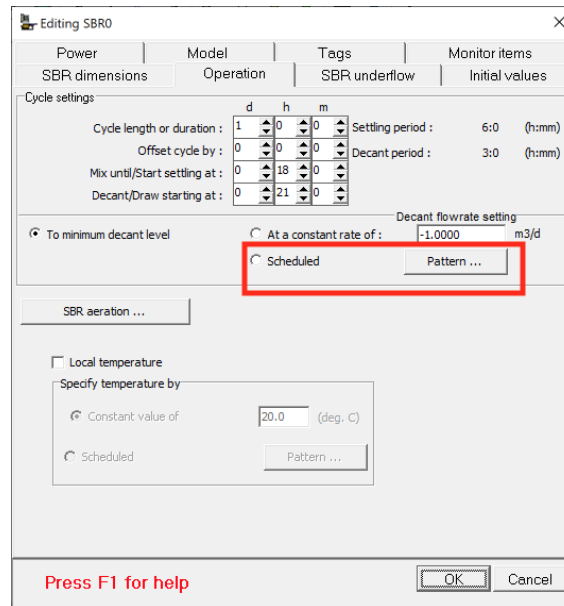 Editing SBR0
Power Model Tags Monitor items
SBR dimensions Operation SBR underflow Initial values
Cycle settings
d h m
Cycle length or duration : 1 0 0 Settling period : 6:0 (h:mm)
Offset cycle by : 0 0 0 Decant period : 3:0 (h:mm)
Mix until/Start settling at : 0 18 0
Decant/Draw starting at : 0 21 0
Decant flowrate setting
To minimum decant level At a constant rate of : -1.0000 m3/d
Scheduled Pattern ...
SBR aeration ...
Local temperature
Specify temperature by
Constant value of 20.0 (deg. C)
Scheduled Pattern ...
Press F1 for help OK Cancel